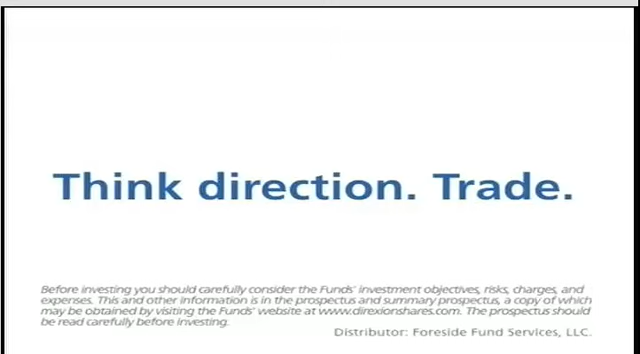 Think direction. Trade.
Before investing you should carefully consider the Funds' investment objectives, risks, charges, and
expenses. This and other information is in the prospectus and summary prospectus, a copy of which
may be obtained by visiting the Funds' website at www.direxionshares.com. The prospectus should
be read carefully before investing.
Distributor: Foreside Fund Services, LLC.